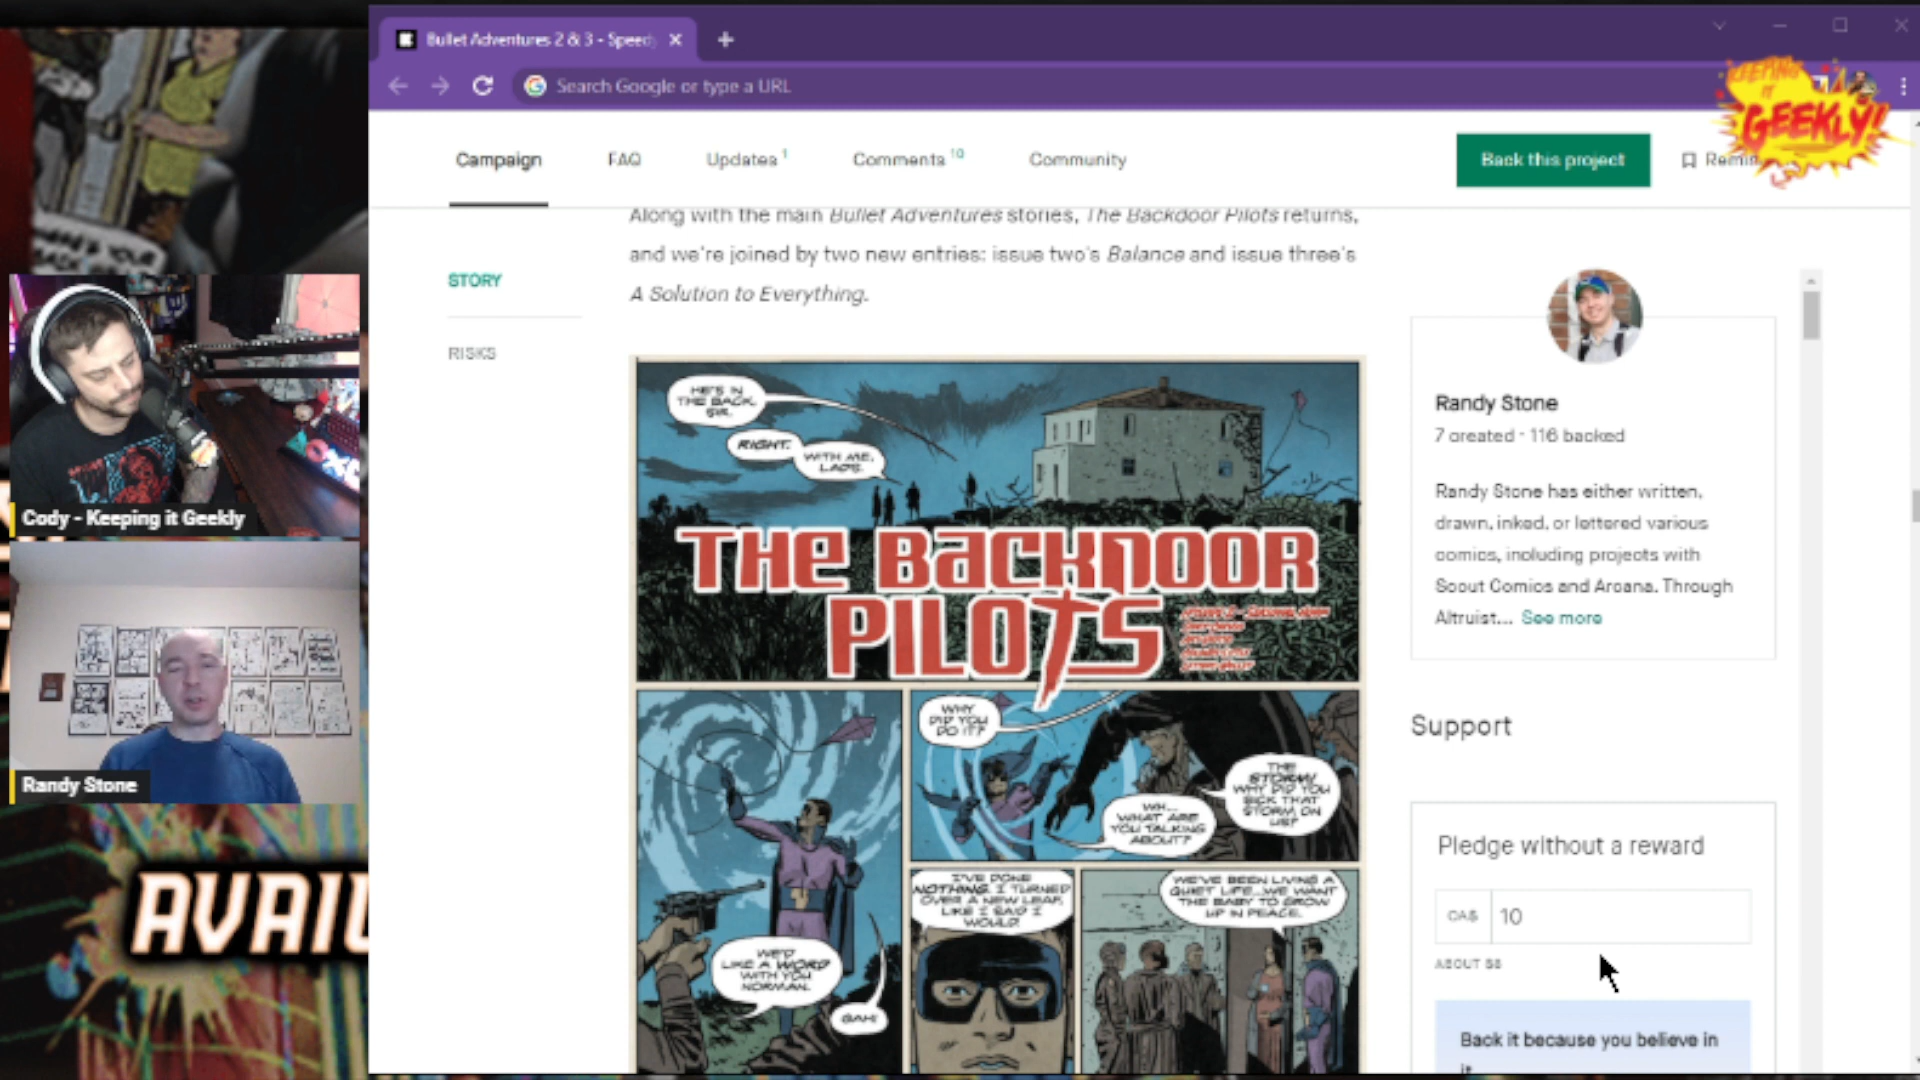 Bullet Adventures 2 & 3 - Speed
Search Google or type a URL
GEEKLY!
Campaign
FAQ
Updates 1
Comments 10
Community
Back this project
Along with the main Bullet Adventures stories, The Backdoor Pilots returns,
and we're joined by two new entries: issue two's Balance and issue three's
A Solution to Everything.
STORY
RISKS
Cody - Keeping it Geekly
Randy Stone
AVAIL
HE'S IN
THE BACK,
SIR.
RIGHT.
WITH ME,
LADS.
THE BACKDOOR
PILOTS
WHY
DID YOU
DO IT?
THE
STORM!
WHY DID YOU
SICK THAT
STORM ON
US?
WH...
WHAT ARE
YOU TALKING
ABOUT?
WE'D
LIKE A WORD
WITH YOU
NORMAN.
GAH!
I'VE DONE
NOTHING. I TURNED
OVER A NEW LEAF,
LIKE I SAID I
WOULD!
WE'VE BEEN LIVING A
QUIET LIFE...WE WANT
THE BABY TO GROW
UP IN PEACE.
Randy Stone
7 created · 116 backed
Randy Stone has either written,
drawn, inked, or lettered various
comics, including projects with
Scout Comics and Arcana. Through
Altruist... See more
Support
Pledge without a reward
CA$ 10
ABOUT $8
Back it because you believe in
it.